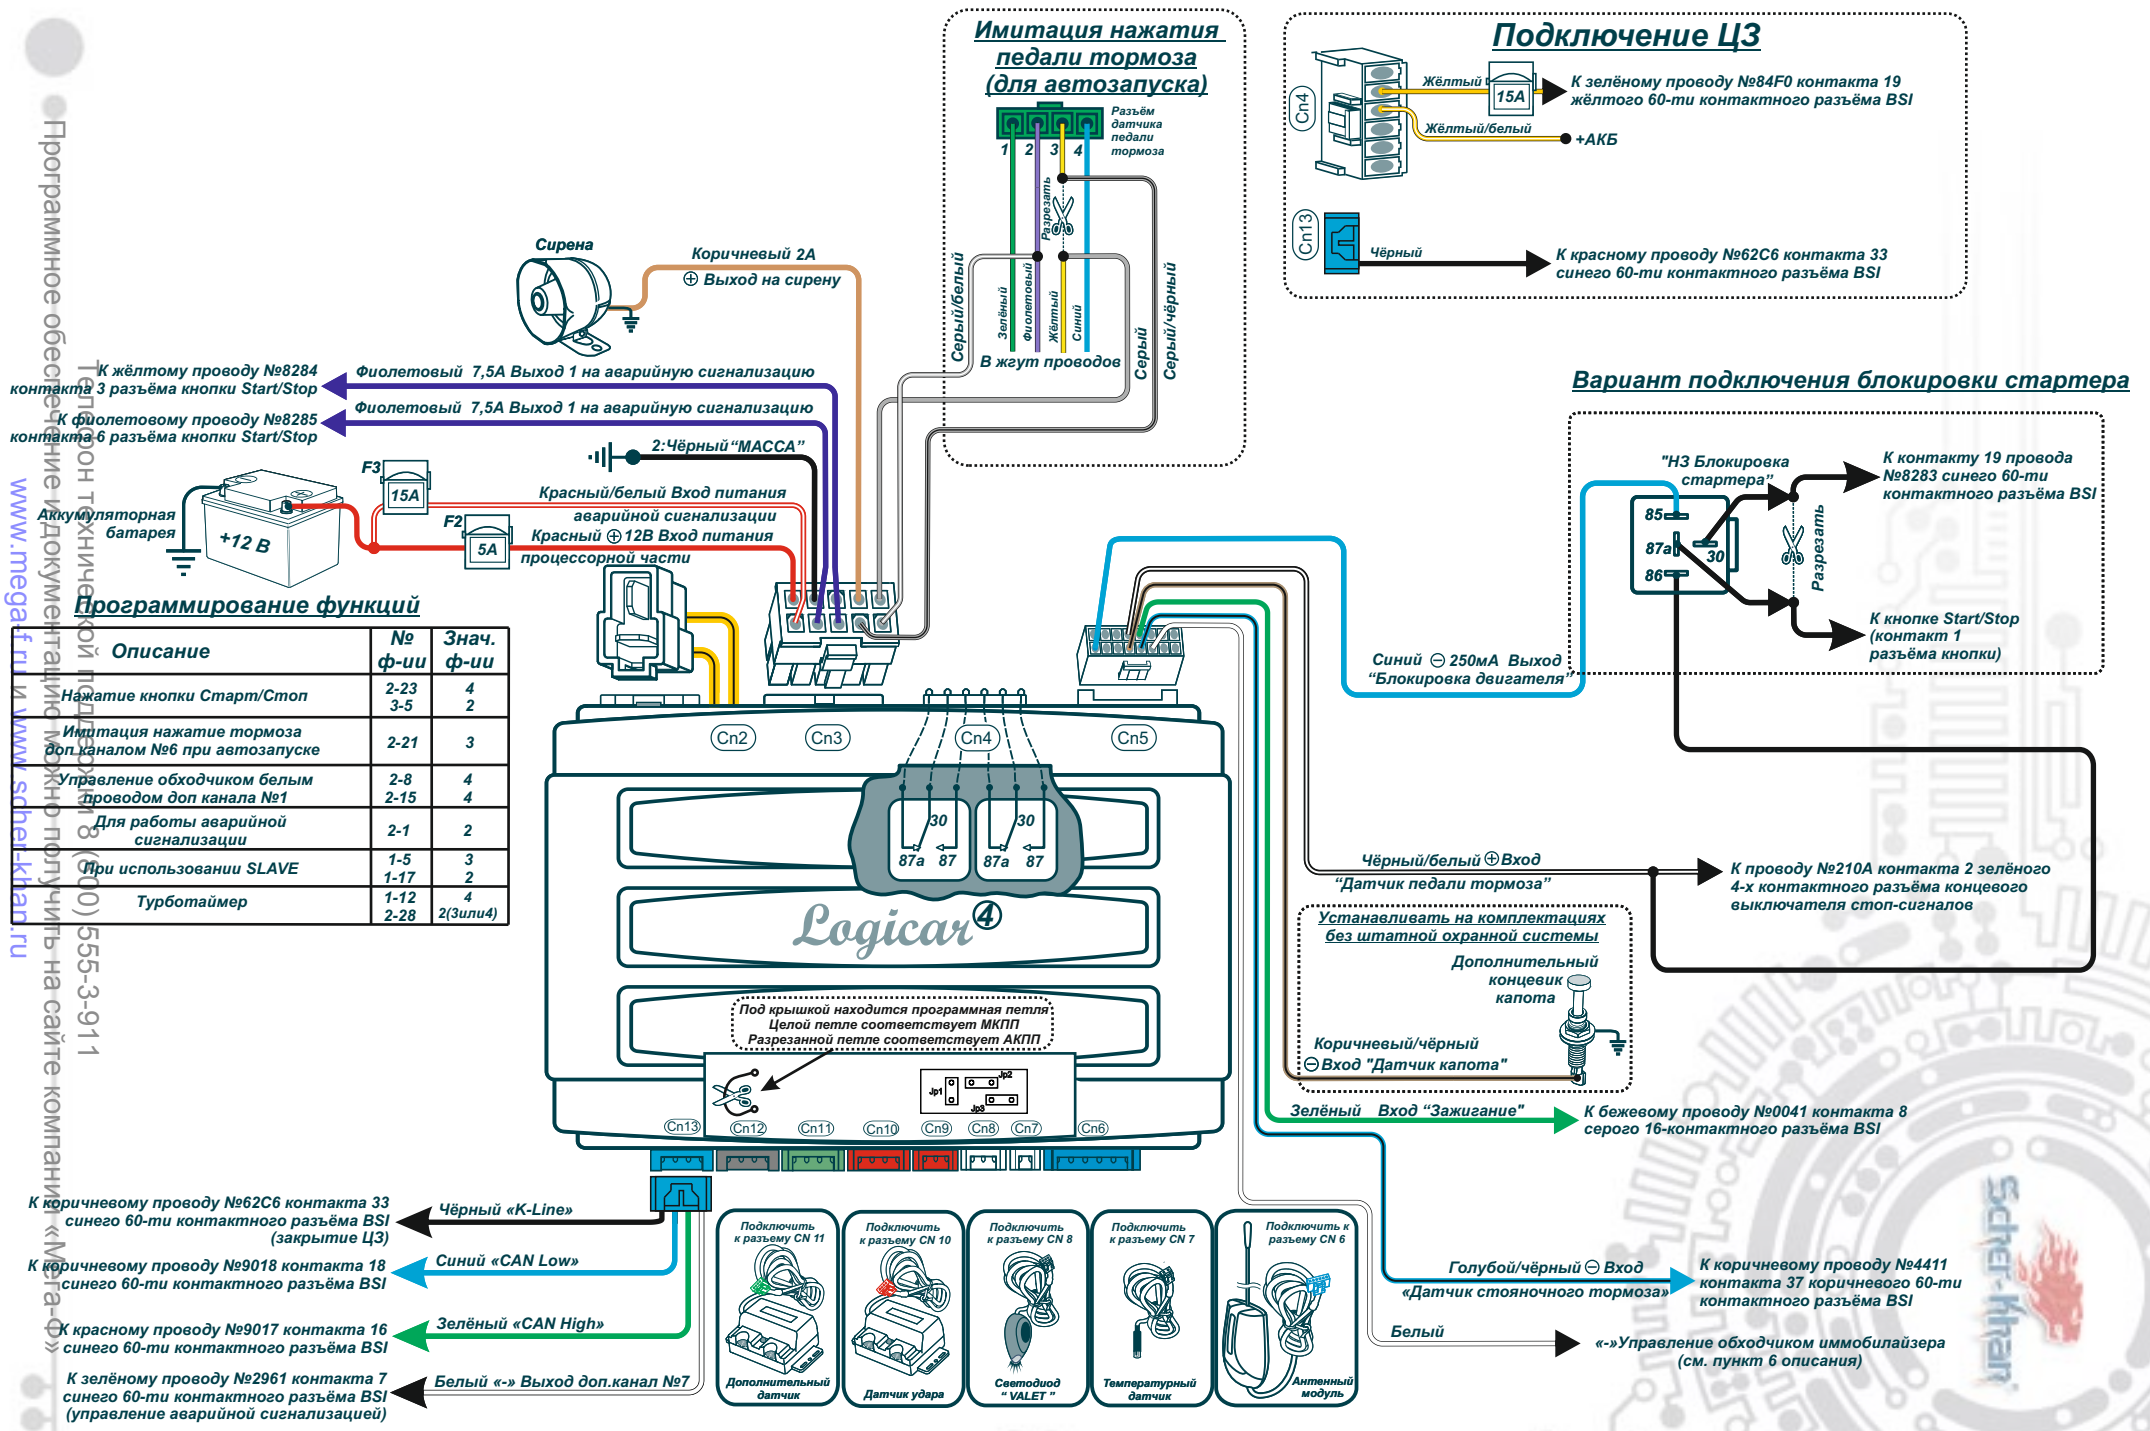 Имитация нажатия
педали тормоза
(для автозапуска)
Разъём
датчика
педали
тормоза
1
2
3
4
Разрезать
Зелёный
Фиолетовый
Жёлтый
Синий
В жгут проводов
Серый/белый
Серый
Серый/чёрный
Подключение ЦЗ
Cn4
Жёлтый
15А
К зелёному проводу №84F0 контакта 19
жёлтого 60-ти контактного разъёма BSI
Жёлтый/белый
+АКБ
Cn13
Чёрный
К красному проводу №62C6 контакта 33
синего 60-ти контактного разъёма BSI
Сирена
Коричневый 2А
⊕ Выход на сирену
К жёлтому проводу №8284
контакта 3 разъёма кнопки Start/Stop
Фиолетовый 7,5А Выход 1 на аварийную сигнализацию
К фиолетовому проводу №8285
контакта 6 разъёма кнопки Start/Stop
Фиолетовый 7,5А Выход 1 на аварийную сигнализацию
2:Чёрный“МАССА”
F3
15А
Красный/белый Вход питания
аварийной сигнализации
F2
5А
Красный ⊕ 12В Вход питания
процессорной части
Аккумуляторная
батарея
+12 В
Программирование функций
Описание
№
ф-ии
Знач.
ф-ии
Нажатие кнопки Старт/Стоп
2-23
3-5
4
2
Имитация нажатие тормоза
доп каналом №6 при автозапуске
2-21
3
Управление обходчиком белым
проводом доп канала №1
2-8
2-15
4
4
Для работы аварийной
сигнализации
2-1
2
При использовании SLAVE
1-5
1-17
3
2
Турботаймер
1-12
2-28
4
2(3или4)
Программное обеспечение и документацию можно получить на сайте компании «Мега-Ф»
Телефон технической поддержки 8 (800) 555-3-911
www.mega-f.ru и www.scher-khan.ru
Вариант подключения блокировки стартера
"НЗ Блокировка
стартера”
85
87а
30
86
Разрезать
К контакту 19 провода
№8283 синего 60-ти
контактного разъёма BSI
К кнопке Start/Stop
(контакт 1
разъёма кнопки)
Синий ⊖ 250мА Выход
“Блокировка двигателя”
Cn2
Cn3
Cn4
Cn5
30
87а
87
30
87а
87
Logicar 4
Под крышкой находится программная петля
Целой петле соответствует МКПП
Разрезанной петле соответствует АКПП
Jp1
Jp2
Jp3
Cn13
Cn12
Cn11
Cn10
Cn9
Cn8
Cn7
Cn6
Чёрный/белый ⊕ Вход
“Датчик педали тормоза”
К проводу №210А контакта 2 зелёного
4-х контактного разъёма концевого
выключателя стоп-сигналов
Устанавливать на комплектациях
без штатной охранной системы
Дополнительный
концевик
капота
Коричневый/чёрный
⊖ Вход "Датчик капота"
Зелёный Вход “Зажигание"
К бежевому проводу №0041 контакта 8
серого 16-контактного разъёма BSI
Голубой/чёрный ⊖ Вход
«Датчик стояночного тормоза»
К коричневому проводу №4411
контакта 37 коричневого 60-ти
контактного разъёма BSI
Белый
«-»Управление обходчиком иммобилайзера
(см. пункт 6 описания)
К коричневому проводу №62C6 контакта 33
синего 60-ти контактного разъёма BSI
(закрытие ЦЗ)
Чёрный «K-Line»
К коричневому проводу №9018 контакта 18
синего 60-ти контактного разъёма BSI
Синий «CAN Low»
К красному проводу №9017 контакта 16
синего 60-ти контактного разъёма BSI
Зелёный «CAN High»
К зелёному проводу №2961 контакта 7
синего 60-ти контактного разъёма BSI
(управление аварийной сигнализацией)
Белый «-» Выход доп.канал №7
Подключить
к разъему CN 11
Дополнительный
датчик
Подключить
к разъему CN 10
Датчик удара
Подключить
к разъему CN 8
Светодиод
“ VALET ”
Подключить
к разъему CN 7
Температурный
датчик
Подключить к
разъему CN 6
Антенный
модуль
Scher-Khan